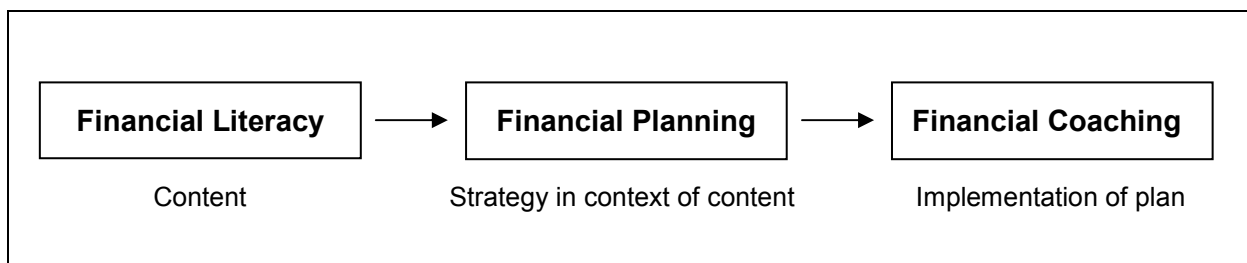 Financial Literacy
Financial Planning
Financial Coaching
Content
Strategy in context of content
Implementation of plan